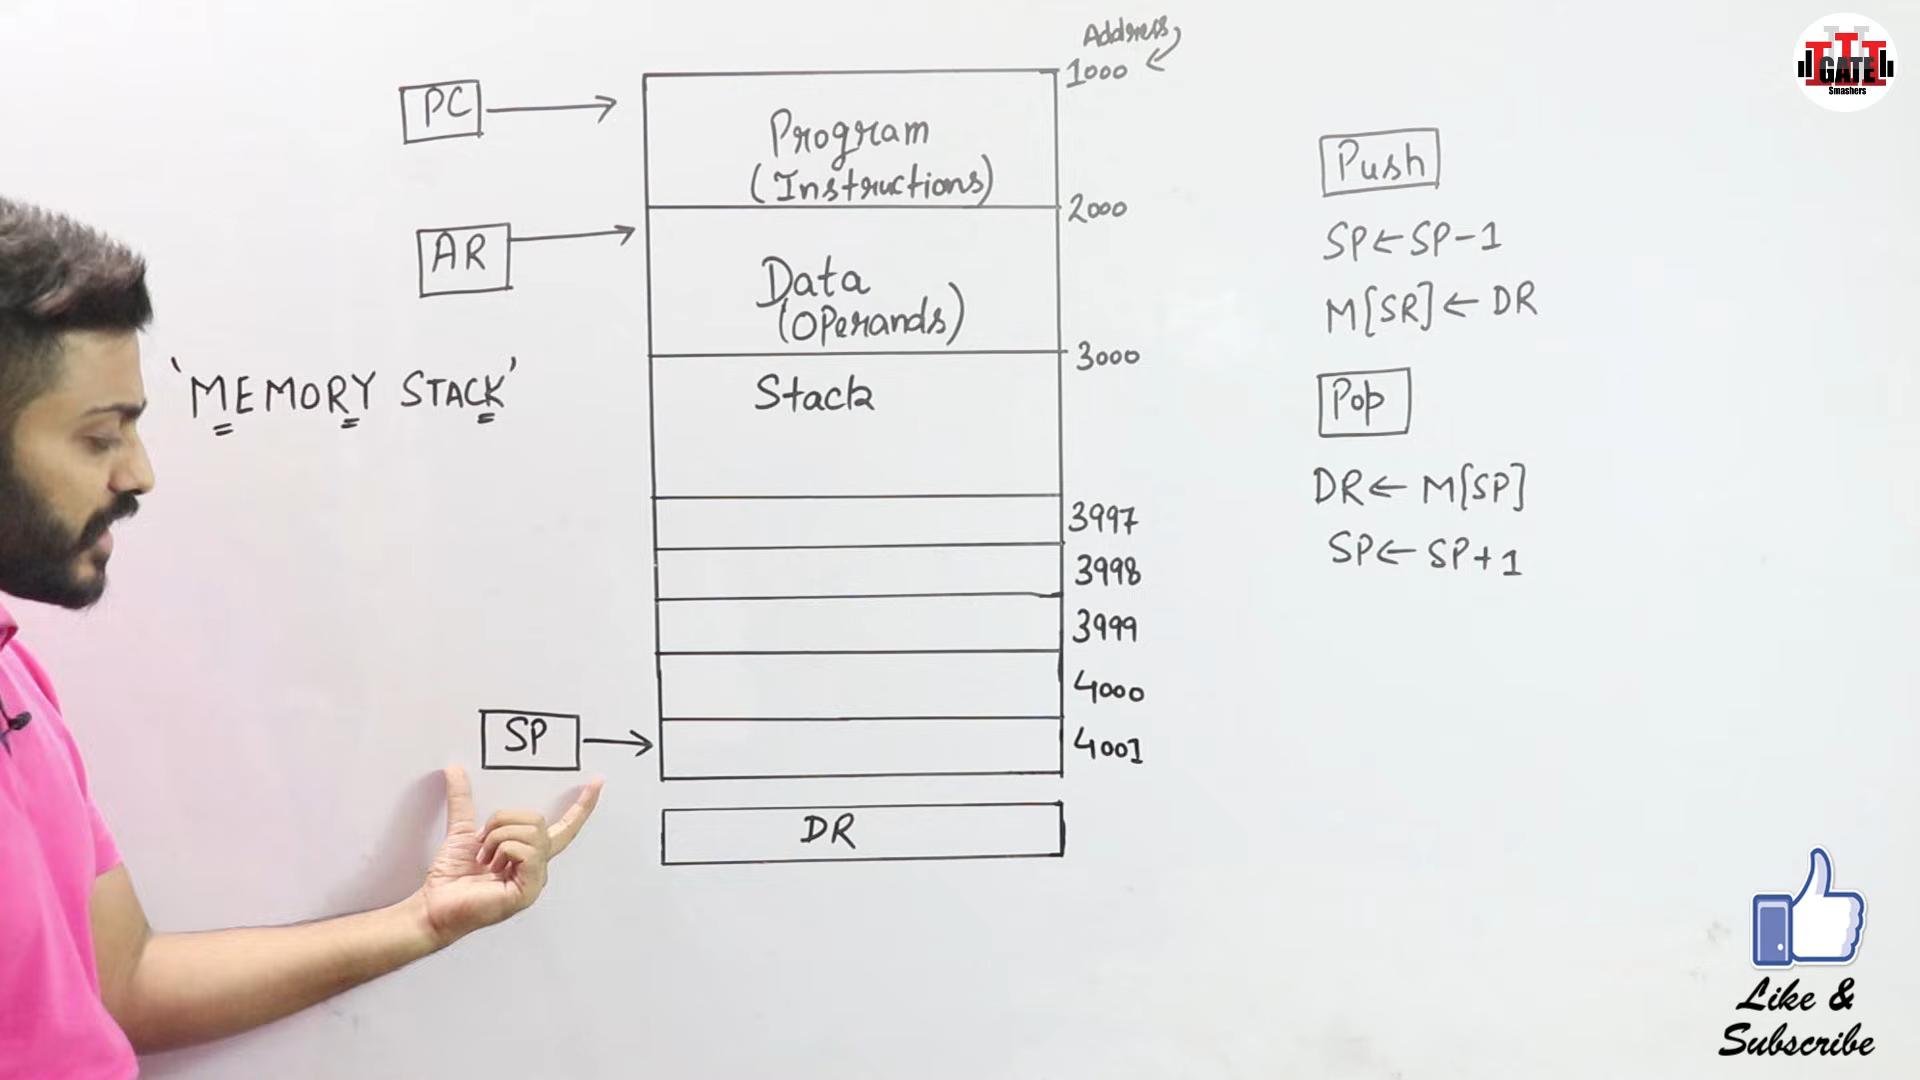 Address
1000
PC
Program
(Instructions)
2000
AR
Data
(Operands)
3000
'MEMORY STACK'
Stack
3997
3998
3999
4000
SP
4001
DR
Push
SP←SP-1
M[SR]←DR
Pop
DR←M[SP]
SP←SP+1
GATE
Smashers
Like &
Subscribe